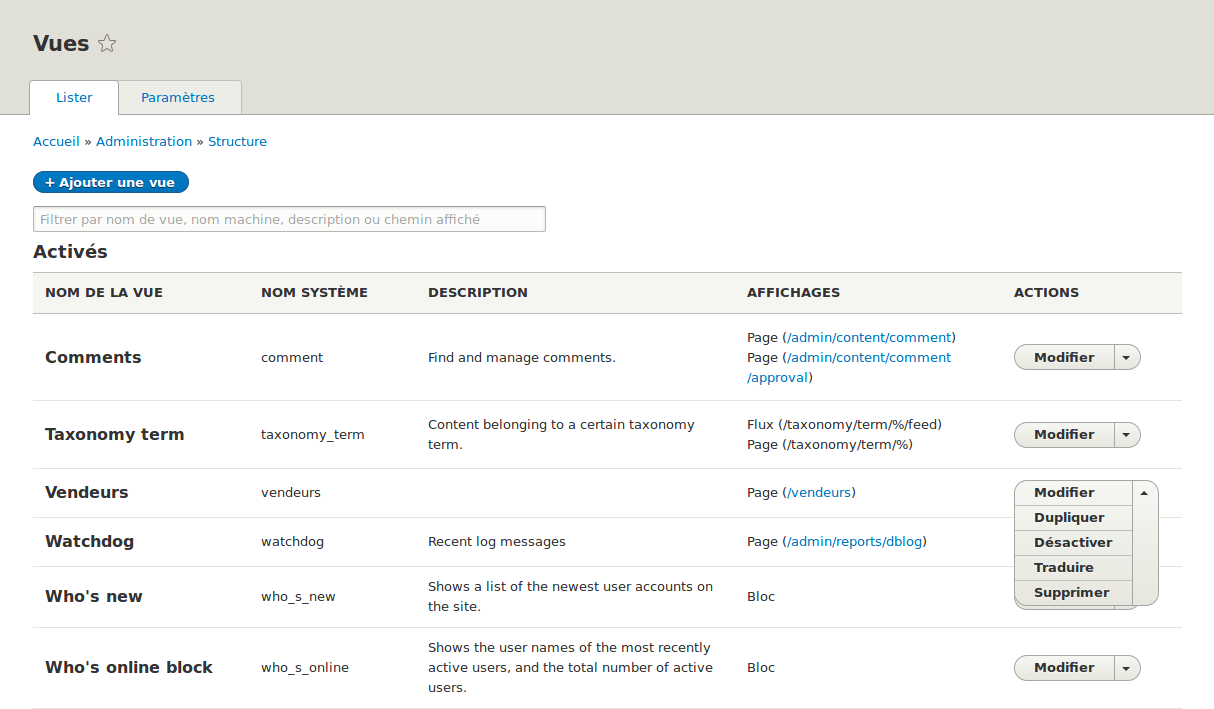 Vues
Lister Paramètres
Accueil » Administration » Structure
+ Ajouter une vue
Filtrer par nom de vue, nom machine, description ou chemin affiché
Activés
NOM DE LA VUE NOM SYSTÈME DESCRIPTION AFFICHAGES ACTIONS
Comments comment Find and manage comments. Page (/admin/content/comment)
Page (/admin/content/comment
/approval) Modifier
Taxonomy term taxonomy_term Content belonging to a certain taxonomy
term. Flux (/taxonomy/term/%/feed)
Page (/taxonomy/term/%) Modifier
Vendeurs vendeurs Page (/vendeurs) Modifier
Dupliquer
Désactiver
Traduire
Supprimer
Watchdog watchdog Recent log messages Page (/admin/reports/dblog)
Who's new who_s_new Shows a list of the newest user accounts on
the site. Bloc
Who's online block who_s_online Shows the user names of the most recently
active users, and the total number of active
users. Bloc Modifier